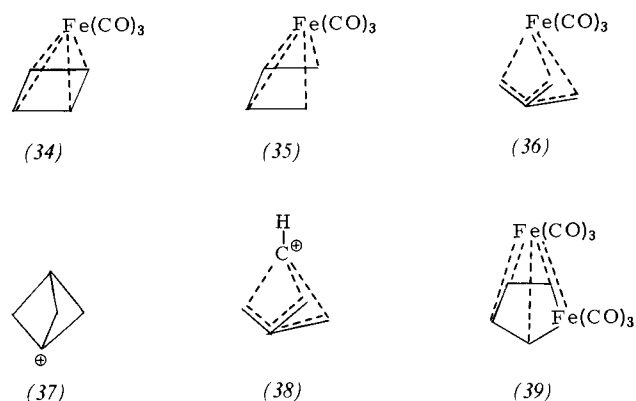 Fe(CO)3 Fe(CO)3 Fe(CO)3
(34) (35) (36)
H
C⊕
Fe(CO)3
Fe(CO)3
⊕
(37) (38) (39)